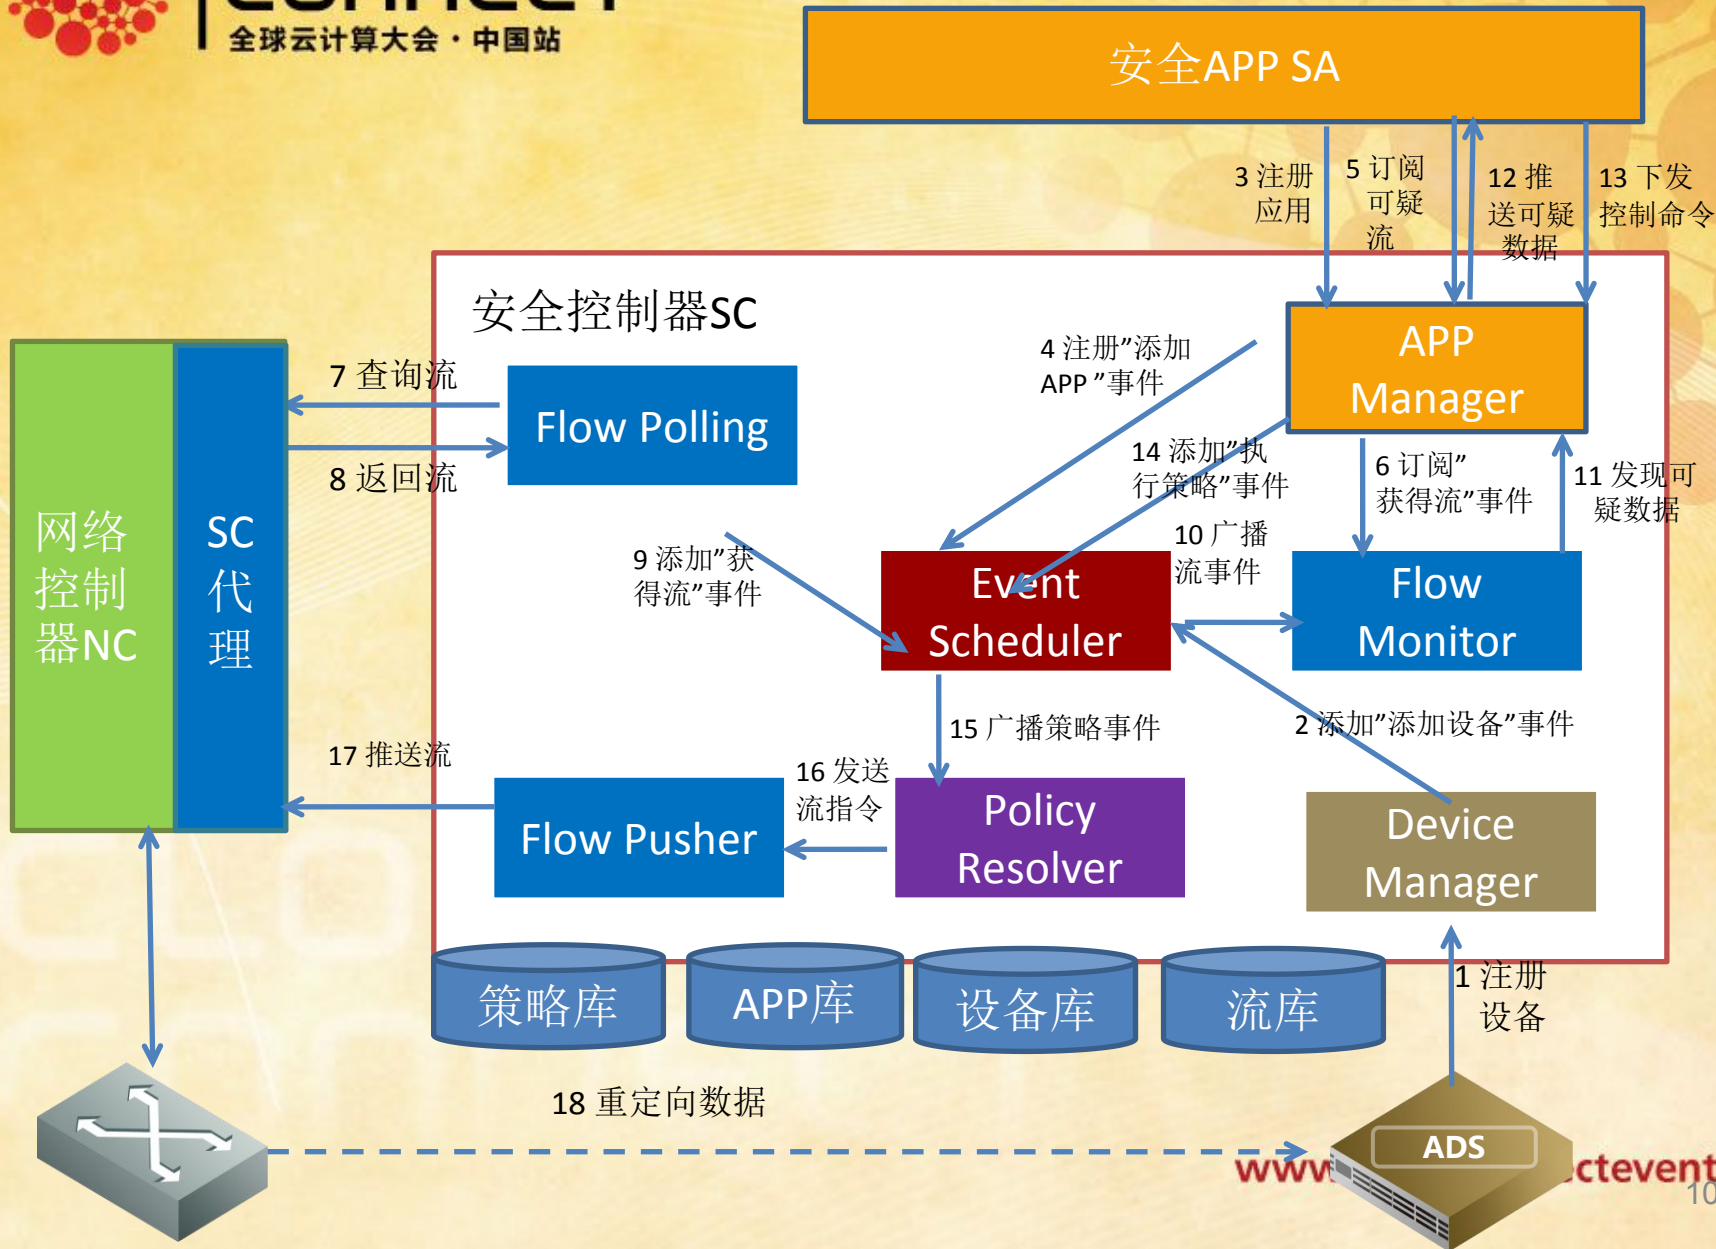 全球云计算大会·中国站
安全APP SA
3 注册
应用
5 订阅
可疑
流
12 推
送可疑
数据
13 下发
控制命令
安全控制器SC
APP
Manager
4 注册”添加
APP ”事件
7 查询流
Flow Polling
8 返回流
14 添加”执
行策略”事件
6 订阅”
获得流”事件
11 发现可
疑数据
网络
控制
器NC
SC
代
理
9 添加”获
得流”事件
10 广播
流事件
Event
Scheduler
Flow
Monitor
15 广播策略事件
2 添加”添加设备”事件
17 推送流
16 发送
流指令
Flow Pusher
Policy
Resolver
Device
Manager
策略库
APP库
设备库
流库
1 注册
设备
18 重定向数据
ADS
www
ctevent
10